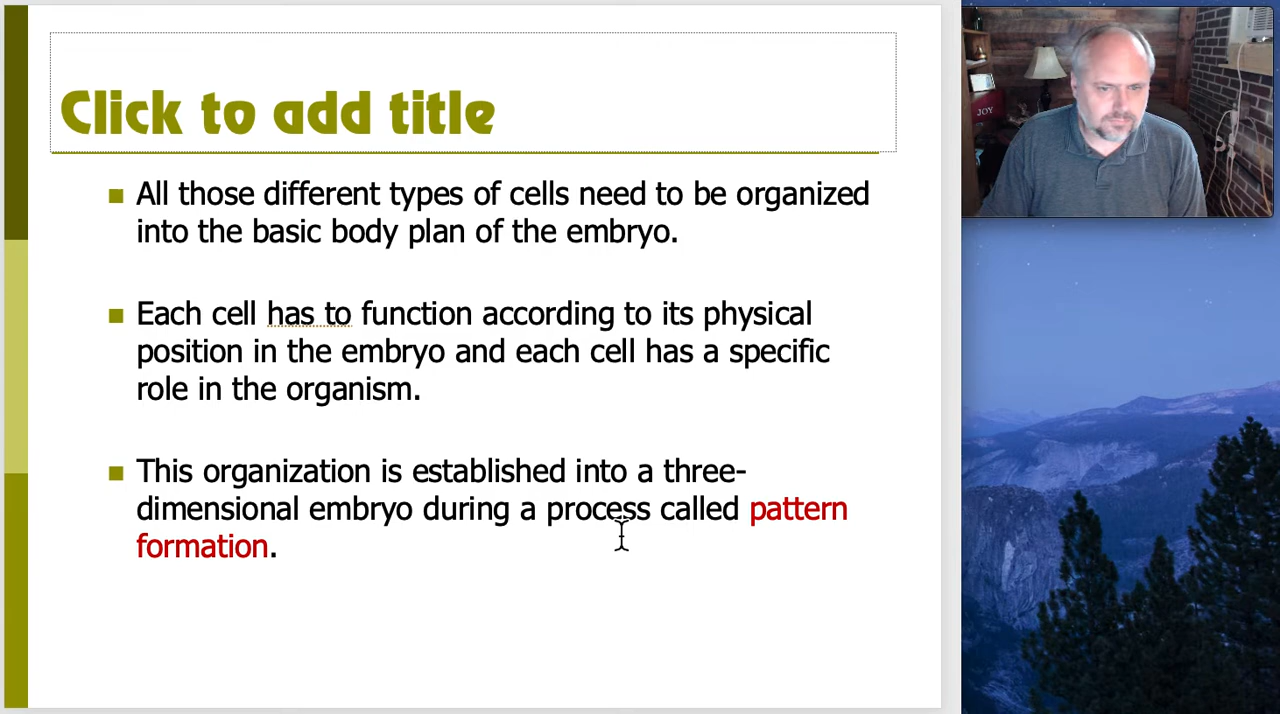 Click to add title
All those different types of cells need to be organized
into the basic body plan of the embryo.
Each cell has to function according to its physical
position in the embryo and each cell has a specific
role in the organism.
This organization is established into a three-
dimensional embryo during a process called pattern
formation.
JOY